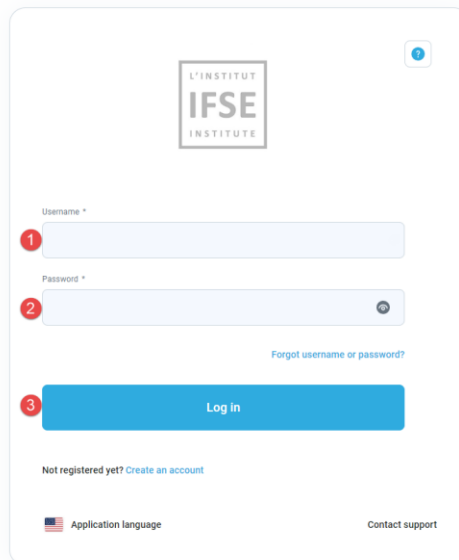 ?
L'INSTITUT
IFSE
INSTITUTE
Username *
1
Password *
2
Forgot username or password?
3 Log in
Not registered yet? Create an account
Application language Contact support